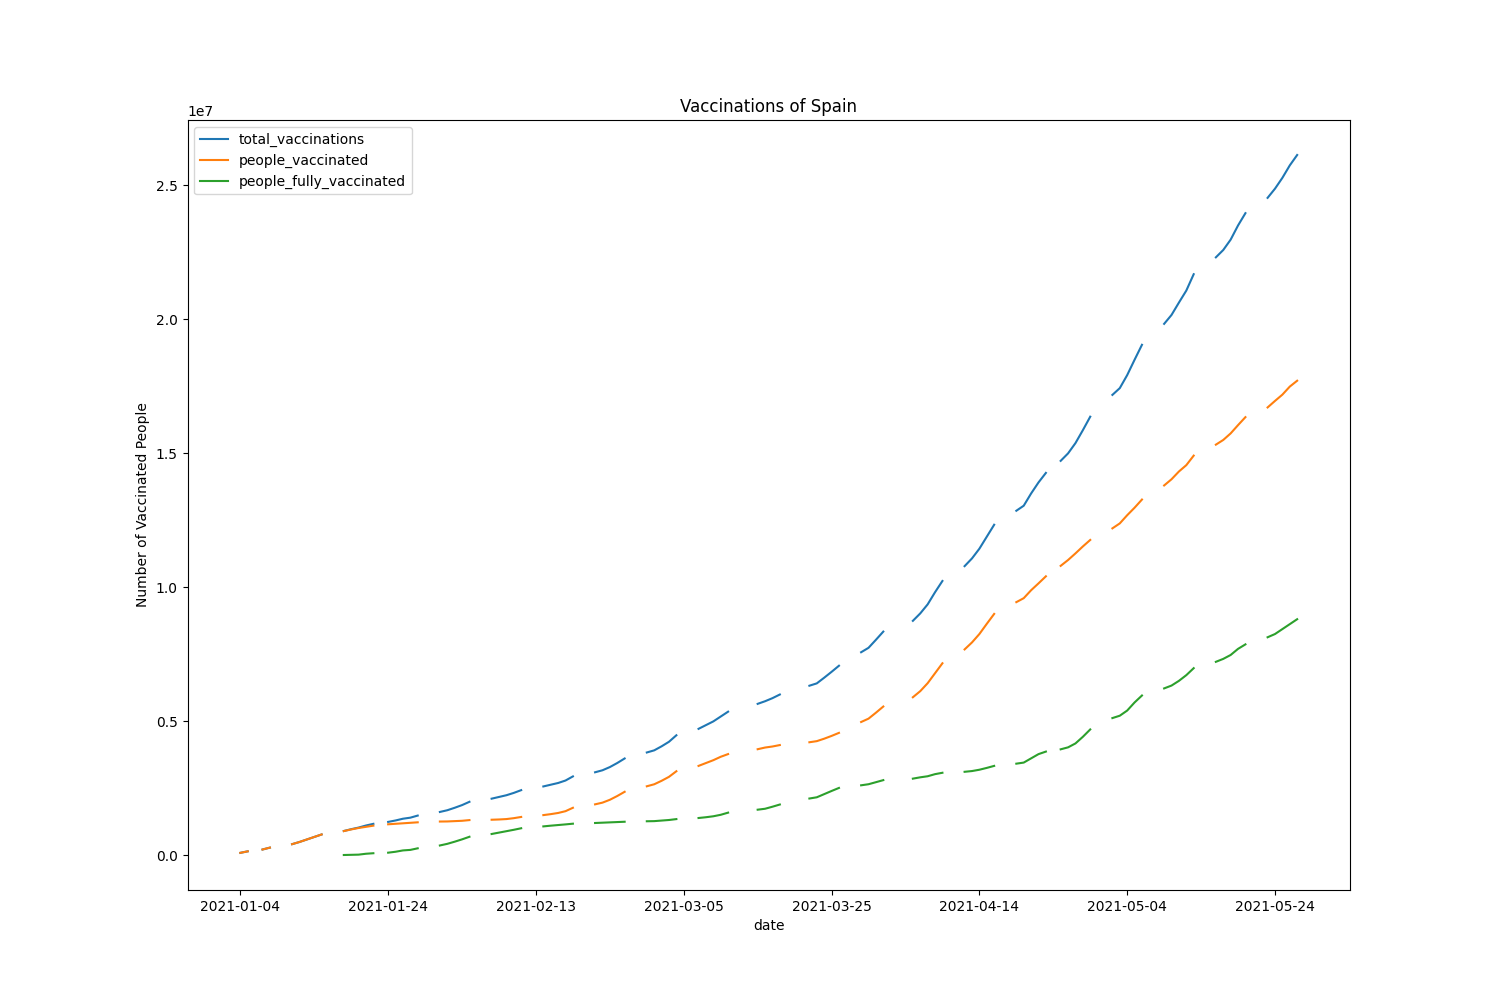 Vaccinations of Spain
1e7
total_vaccinations
people_vaccinated
people_fully_vaccinated
2.5
2.0
1.5
1.0
0.5
0.0
Number of Vaccinated People
2021-01-04 2021-01-24 2021-02-13 2021-03-05 2021-03-25 2021-04-14 2021-05-04 2021-05-24
date